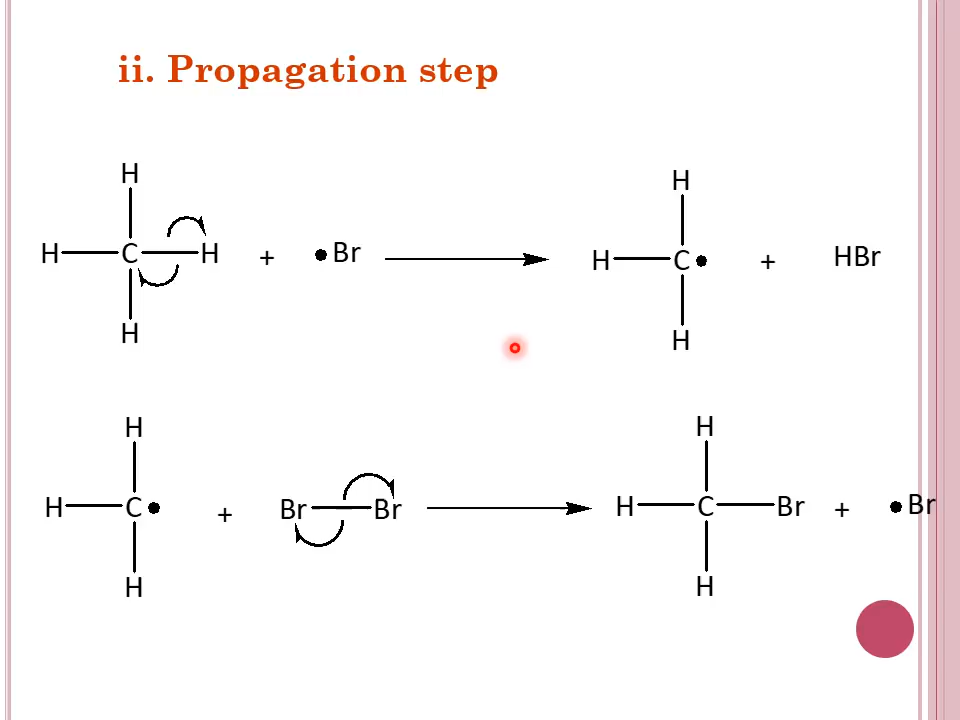 ii. Propagation step
H H
H C H + •Br H C• + HBr
H H
H H
H C• + Br Br H C Br + •Br
H H